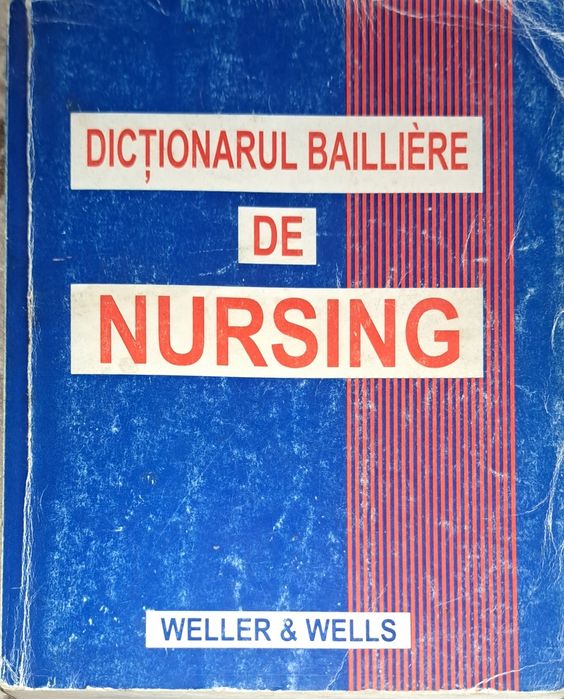 DICȚIONARUL BAILLIÈRE
DE
NURSING
WELLER & WELLS